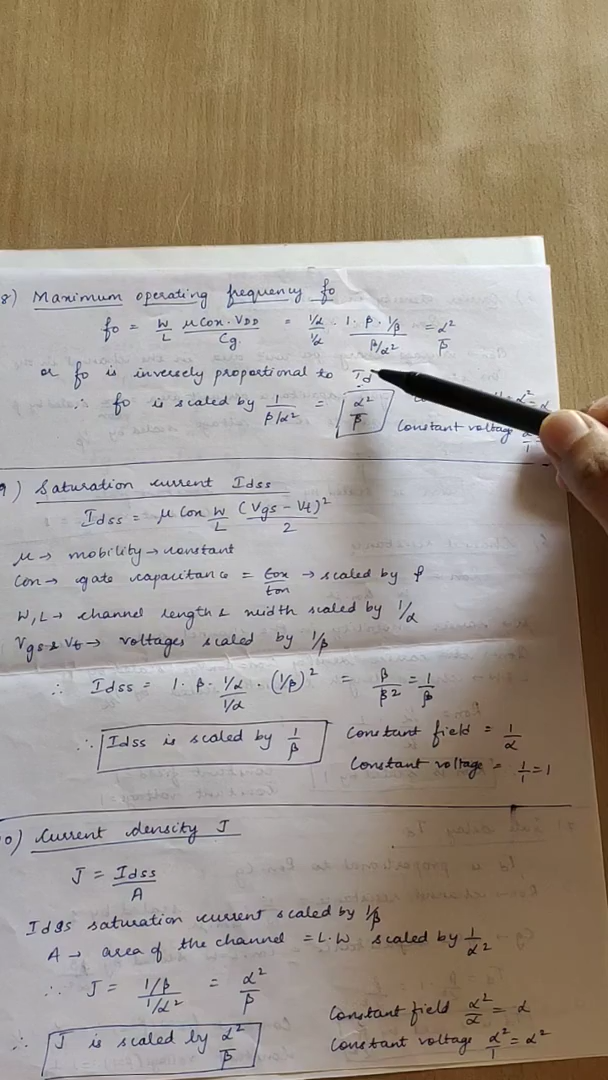 8) Maximum operating frequency fo
fo = W/L μCox·VDD/Cg = (1/α)/(1/α) · (1·β·1/β)/(β/α²) = α²/β
or fo is inversely proportional to Td
∴ fo is scaled by 1/(β/α²) = α²/β
Constant voltage
9) Saturation current Idss
Idss = μ Cox W/L (Vgs - Vt)²/2
μ → mobility → constant
Cox → gate capacitance = Eox/tox → scaled by β
W, L → channel length & width scaled by 1/α
Vgs & Vt → voltages scaled by 1/β
∴ Idss = 1·β·(1/α)/(1/α)·(1/β)² = β/β² = 1/β
∴ Idss is scaled by 1/β
Constant field = 1/α
Constant voltage = 1/1 = 1
10) Current density J
J = Idss/A
Idss saturation current scaled by 1/β
A → area of the channel = L·W scaled by 1/α²
∴ J = (1/β)/(1/α²) = α²/β
∴ J is scaled by α²/β
Constant field α²/α = α
Constant voltage α²/1 = α²